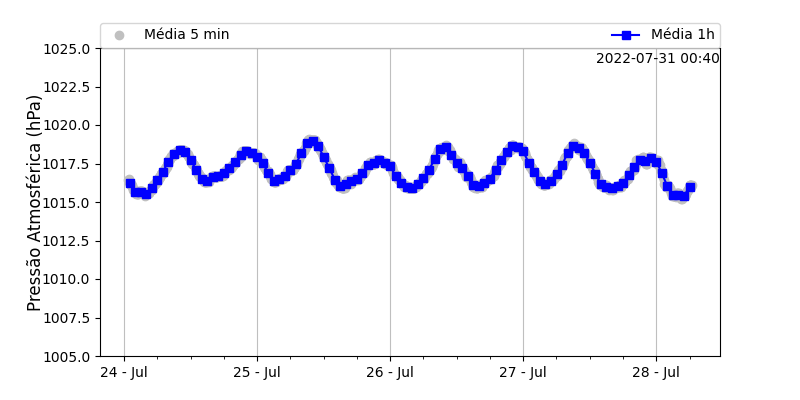 Média 5 min
Média 1h
2022-07-31 00:40
Pressão Atmosférica (hPa)
1025.0
1022.5
1020.0
1017.5
1015.0
1012.5
1010.0
1007.5
1005.0
24 - Jul
25 - Jul
26 - Jul
27 - Jul
28 - Jul